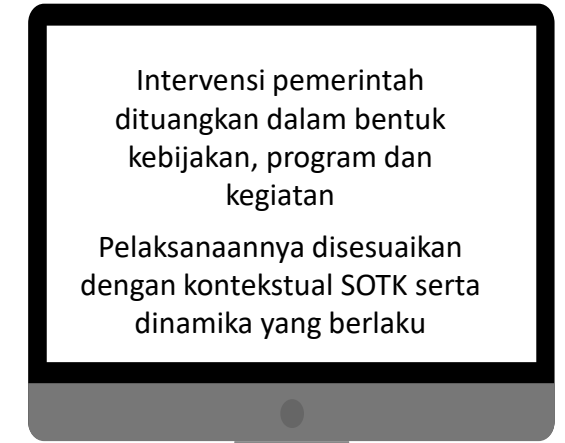 Intervensi pemerintah
dituangkan dalam bentuk
kebijakan, program dan
kegiatan
Pelaksanaannya disesuaikan
dengan kontekstual SOTK serta
dinamika yang berlaku